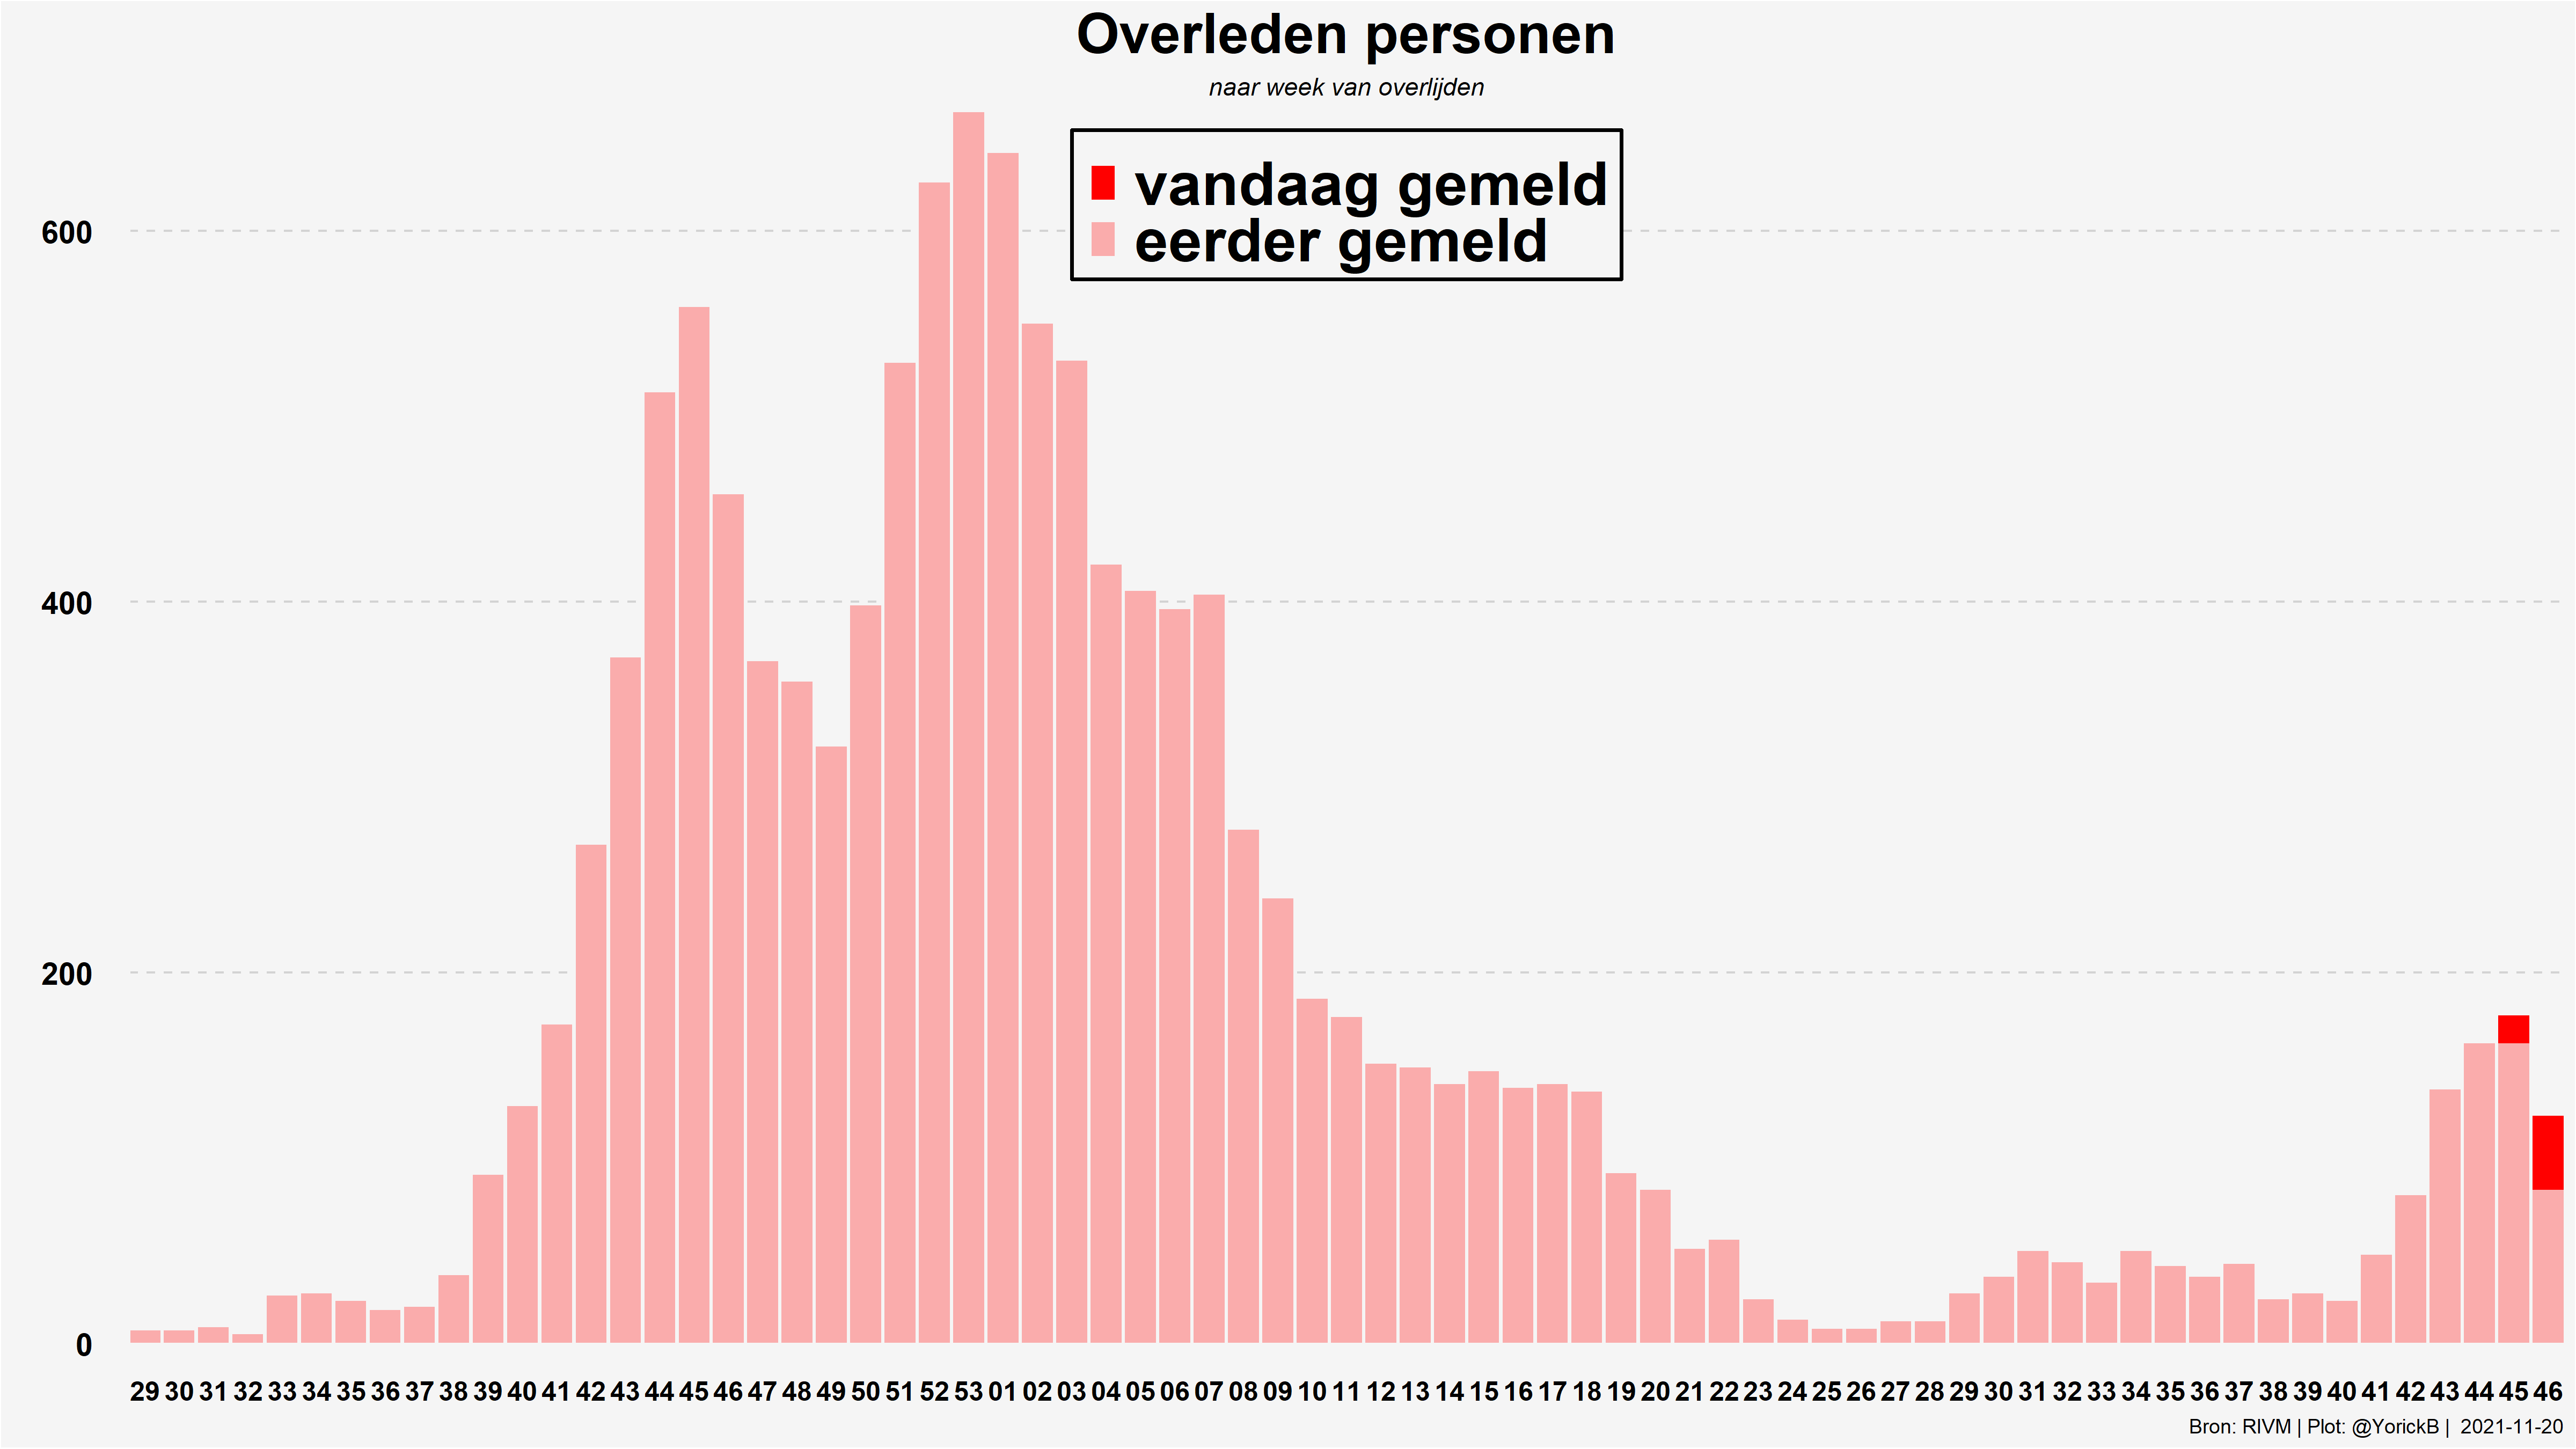 Overleden personen
naar week van overlijden
vandaag gemeld
eerder gemeld
600
400
200
0
29 30 31 32 33 34 35 36 37 38 39 40 41 42 43 44 45 46 47 48 49 50 51 52 53 01 02 03 04 05 06 07 08 09 10 11 12 13 14 15 16 17 18 19 20 21 22 23 24 25 26 27 28 29 30 31 32 33 34 35 36 37 38 39 40 41 42 43 44 45 46
Bron: RIVM | Plot: @YorickB | 2021-11-20